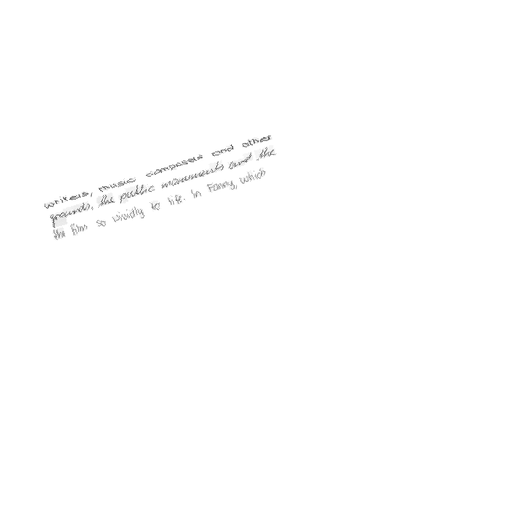 writers, music composers and other
grounds, the public monuments and the
the film so vividly to life. In Fanny, which